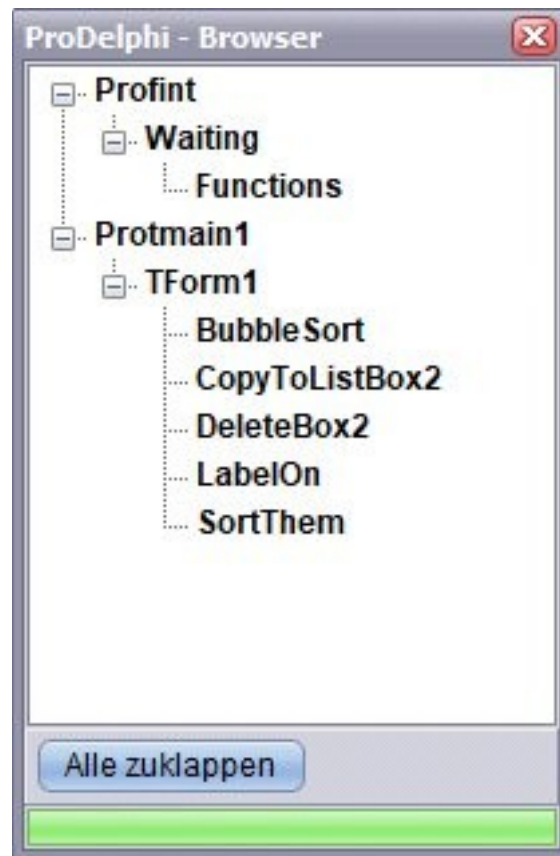 ProDelphi - Browser
Profint
Waiting
Functions
Protmain1
TForm1
BubbleSort
CopyToListBox2
DeleteBox2
LabelOn
SortThem
Alle zuklappen